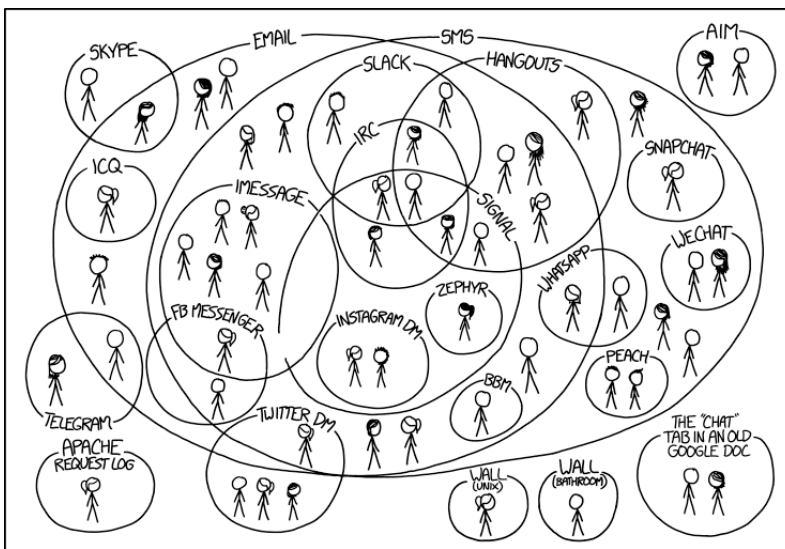 SKYPE
EMAIL
SMS
AIM
SLACK
HANGOUTS
IRC
SNAPCHAT
ICQ
IMESSAGE
SIGNAL
WECHAT
WHATSAPP
ZEPHYR
FB MESSENGER
INSTAGRAM DM
PEACH
BBM
TELEGRAM
TWITTER DM
THE "CHAT"
TAB IN AN OLD
GOOGLE DOC
APACHE
REQUEST LOG
WALL
(UNIX)
WALL
(BATHROOM)